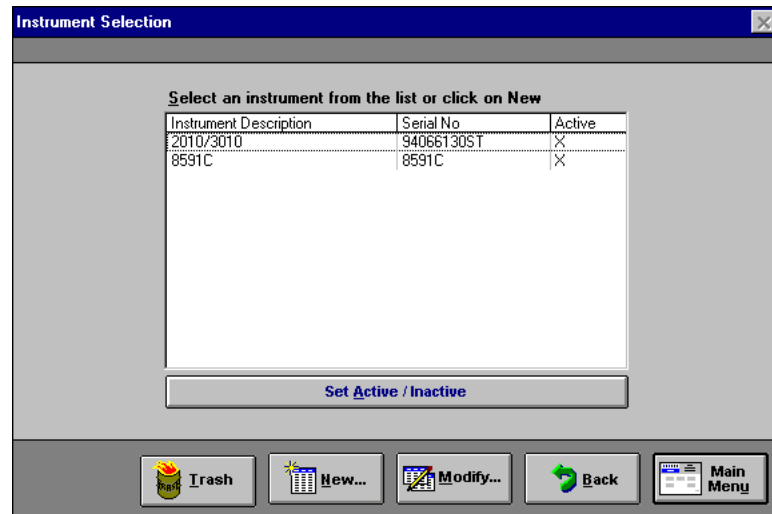 Instrument Selection
Select an instrument from the list or click on New
Instrument Description Serial No Active
2010/3010 94066130ST X
8591C 8591C X
Set Active / Inactive
Trash New... Modify... Back Main Menu